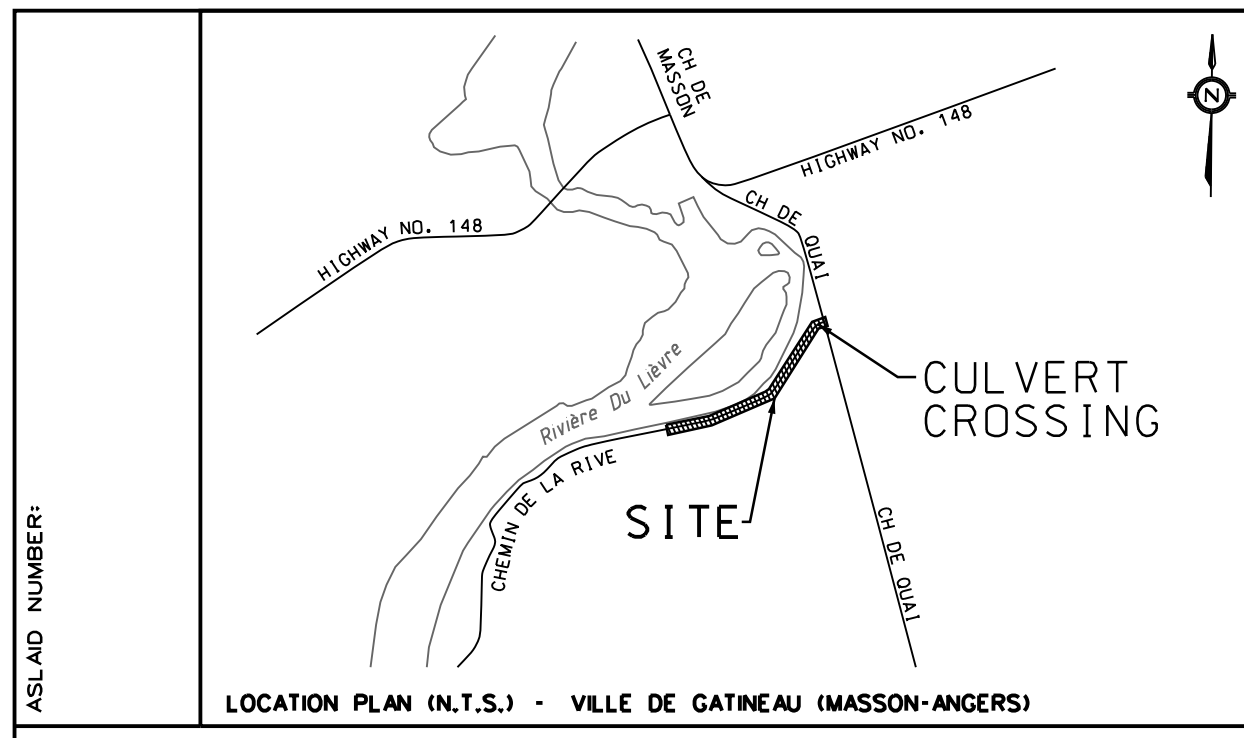 CH DE
MASSON
N
HIGHWAY NO. 148
CH DE
QUAI
HIGHWAY NO. 148
Rivière Du Lièvre
CULVERT
CROSSING
CHEMIN DE LA RIVE
SITE
CH DE QUAI
ASLAID NUMBER:
LOCATION PLAN (N.T.S.) - VILLE DE GATINEAU (MASSON-ANGERS)